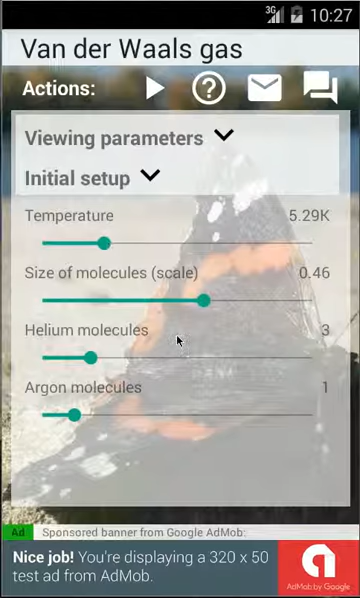 3G 10:27
Van der Waals gas
Actions:
Viewing parameters
Initial setup
Temperature 5.29K
Size of molecules (scale) 0.46
Helium molecules 3
Argon molecules 1
Ad Sponsored banner from Google AdMob:
Nice job! You're displaying a 320 x 50
test ad from AdMob.
AdMob by Google